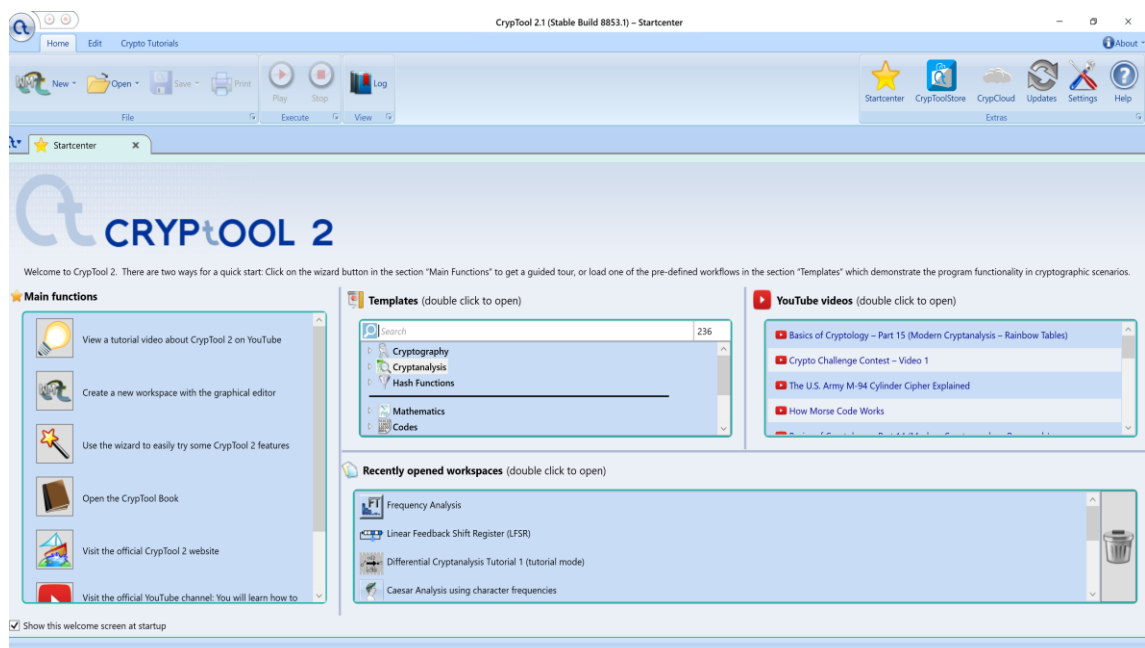 CrypTool 2.1 (Stable Build 8853.1) – Startcenter
Home Edit Crypto Tutorials
About
New Open Save Print
Play Stop
Log
Startcenter CrypToolStore CrypCloud Updates Settings Help
File Execute View Extras
Startcenter
CRYPtOOL 2
Welcome to CrypTool 2. There are two ways for a quick start: Click on the wizard button in the section "Main Functions" to get a guided tour, or load one of the pre-defined workflows in the section "Templates" which demonstrate the program functionality in cryptographic scenarios.
Main functions
View a tutorial video about CrypTool 2 on YouTube
Create a new workspace with the graphical editor
Use the wizard to easily try some CrypTool 2 features
Open the CrypTool Book
Visit the official CrypTool 2 website
Visit the official YouTube channel: You will learn how to
Templates (double click to open)
Search 236
Cryptography
Cryptanalysis
Hash Functions
Mathematics
Codes
YouTube videos (double click to open)
Basics of Cryptology – Part 15 (Modern Cryptanalysis – Rainbow Tables)
Crypto Challenge Contest – Video 1
The U.S. Army M-94 Cylinder Cipher Explained
How Morse Code Works
Recently opened workspaces (double click to open)
Frequency Analysis
Linear Feedback Shift Register (LFSR)
Differential Cryptanalysis Tutorial 1 (tutorial mode)
Caesar Analysis using character frequencies
Show this welcome screen at startup